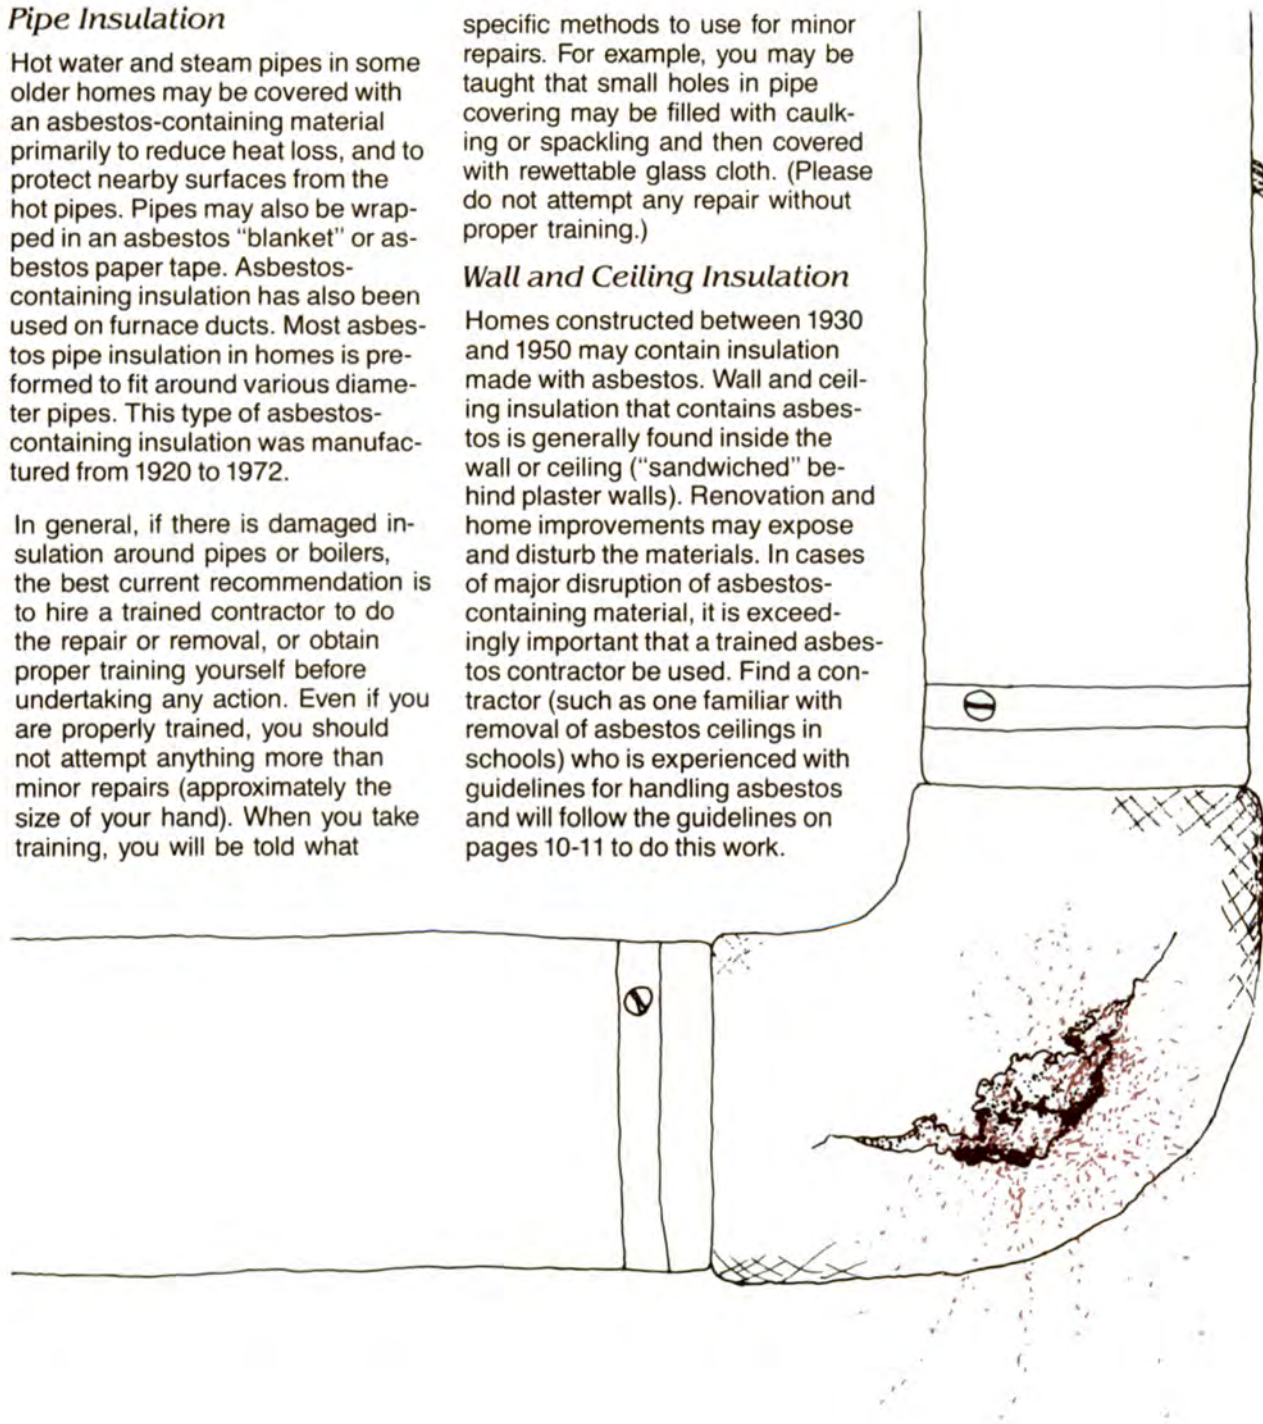 Pipe Insulation
Hot water and steam pipes in some
older homes may be covered with
an asbestos-containing material
primarily to reduce heat loss, and to
protect nearby surfaces from the
hot pipes. Pipes may also be wrap-
ped in an asbestos "blanket" or as-
bestos paper tape. Asbestos-
containing insulation has also been
used on furnace ducts. Most asbes-
tos pipe insulation in homes is pre-
formed to fit around various diame-
ter pipes. This type of asbestos-
containing insulation was manufac-
tured from 1920 to 1972.
In general, if there is damaged in-
sulation around pipes or boilers,
the best current recommendation is
to hire a trained contractor to do
the repair or removal, or obtain
proper training yourself before
undertaking any action. Even if you
are properly trained, you should
not attempt anything more than
minor repairs (approximately the
size of your hand). When you take
training, you will be told what
specific methods to use for minor
repairs. For example, you may be
taught that small holes in pipe
covering may be filled with caulk-
ing or spackling and then covered
with rewettable glass cloth. (Please
do not attempt any repair without
proper training.)
Wall and Ceiling Insulation
Homes constructed between 1930
and 1950 may contain insulation
made with asbestos. Wall and ceil-
ing insulation that contains asbes-
tos is generally found inside the
wall or ceiling ("sandwiched" be-
hind plaster walls). Renovation and
home improvements may expose
and disturb the materials. In cases
of major disruption of asbestos-
containing material, it is exceed-
ingly important that a trained asbes-
tos contractor be used. Find a con-
tractor (such as one familiar with
removal of asbestos ceilings in
schools) who is experienced with
guidelines for handling asbestos
and will follow the guidelines on
pages 10-11 to do this work.